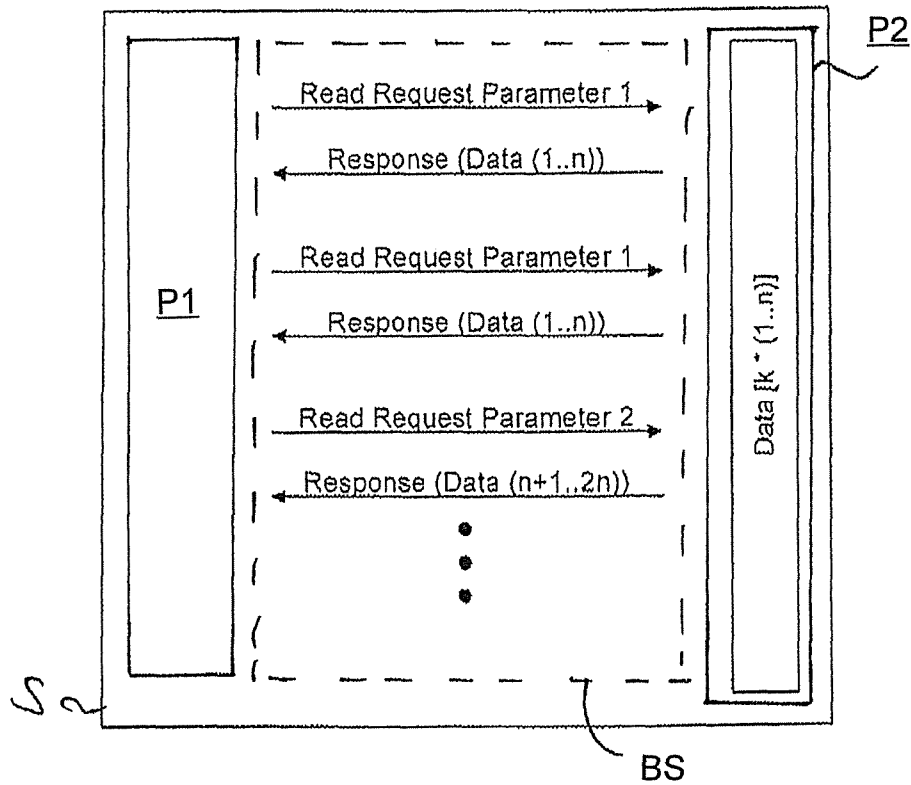 P2
Read Request Parameter 1
Response (Data (1..n))
Read Request Parameter 1
P1
Response (Data (1..n))
Data [k * (1..n)]
Read Request Parameter 2
Response (Data (n+1..2n))
S
BS